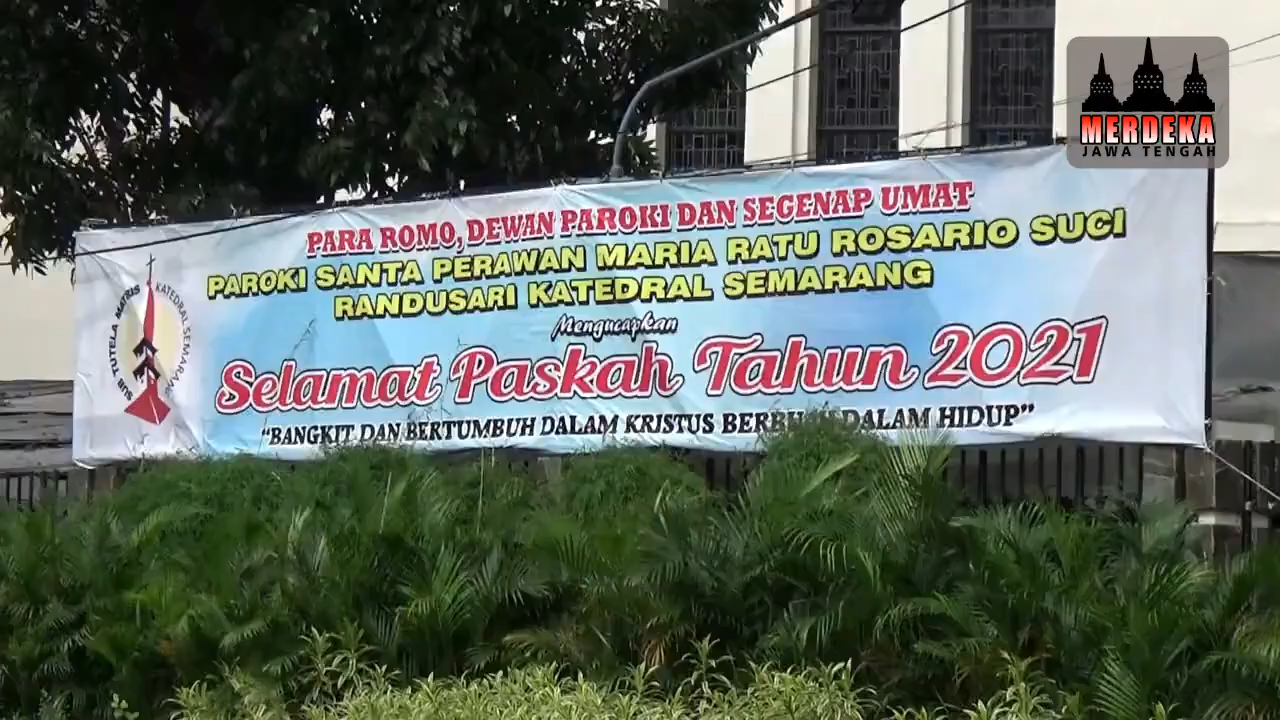 MERDEKA
JAWA TENGAH
PARA ROMO, DEWAN PAROKI DAN SEGENAP UMAT
PAROKI SANTA PERAWAN MARIA RATU ROSARIO SUCI
RANDUSARI KATEDRAL SEMARANG
Mengucapkan
Selamat Paskah Tahun 2021
"BANGKIT DAN BERTUMBUH DALAM KRISTUS DALAM HIDUP"
SUB TUTELA MATRIS KATEDRAL SEMARANG